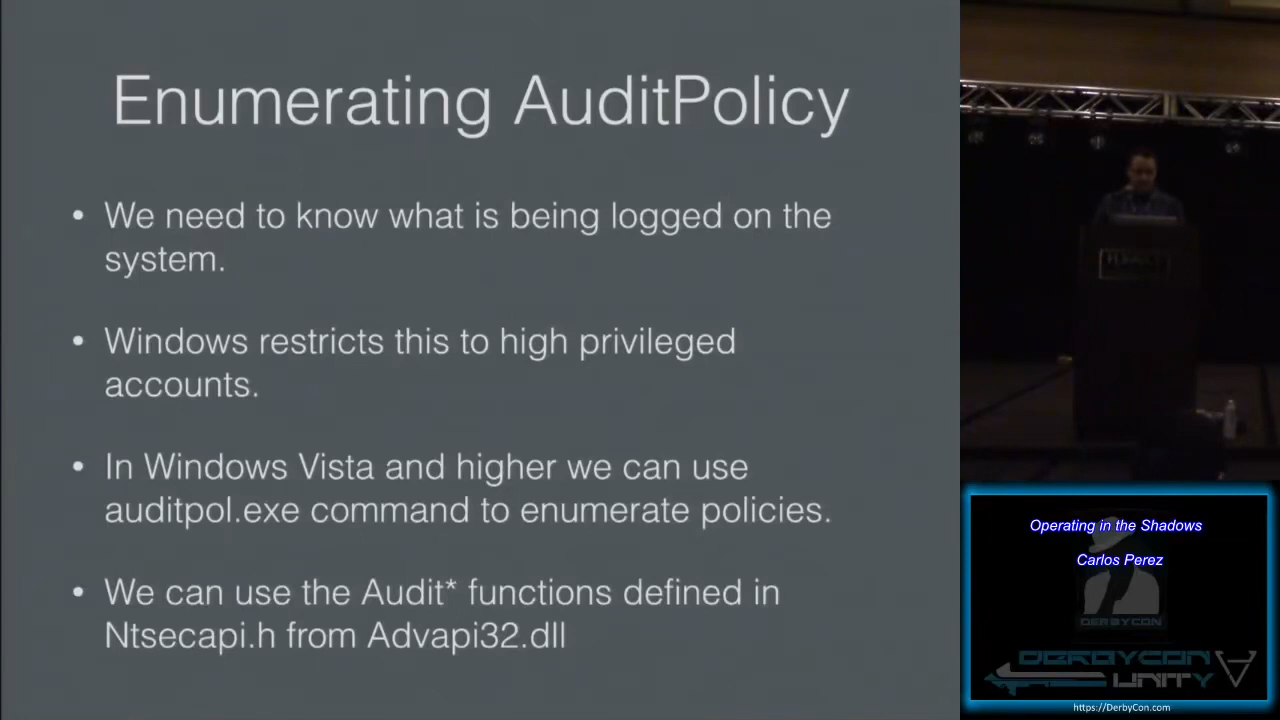 Enumerating AuditPolicy
• We need to know what is being logged on the
system.
• Windows restricts this to high privileged
accounts.
• In Windows Vista and higher we can use
auditpol.exe command to enumerate policies.
• We can use the Audit* functions defined in
Ntsecapi.h from Advapi32.dll
Operating in the Shadows
Carlos Perez
DERBYCON
DERBYCON
UNITY
https://DerbyCon.com